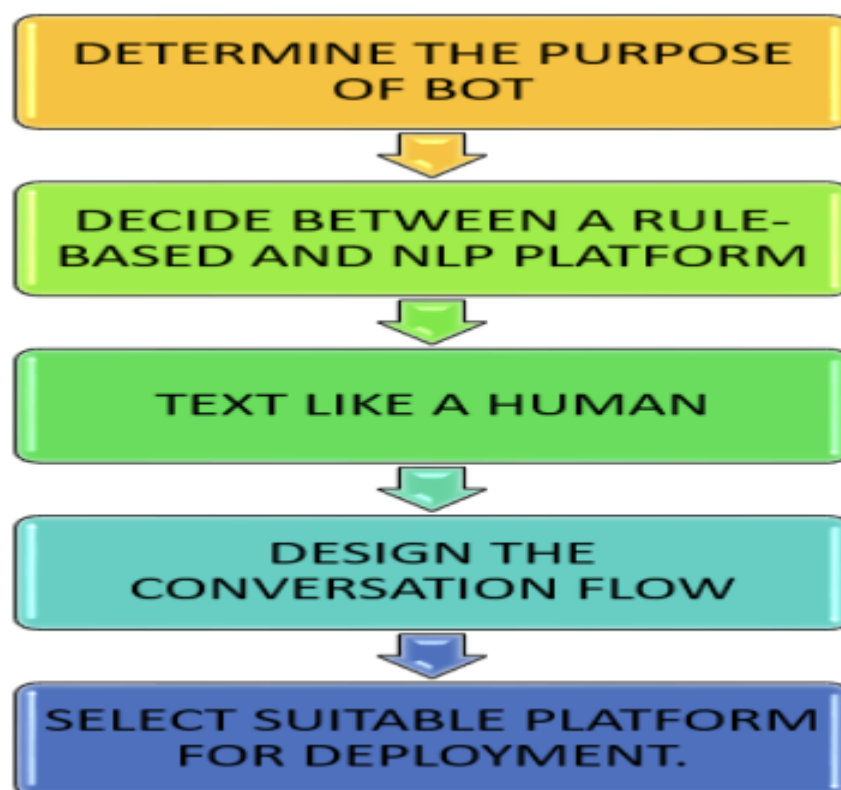 DETERMINE THE PURPOSE
OF BOT
DECIDE BETWEEN A RULE-
BASED AND NLP PLATFORM
TEXT LIKE A HUMAN
DESIGN THE
CONVERSATION FLOW
SELECT SUITABLE PLATFORM
FOR DEPLOYMENT.